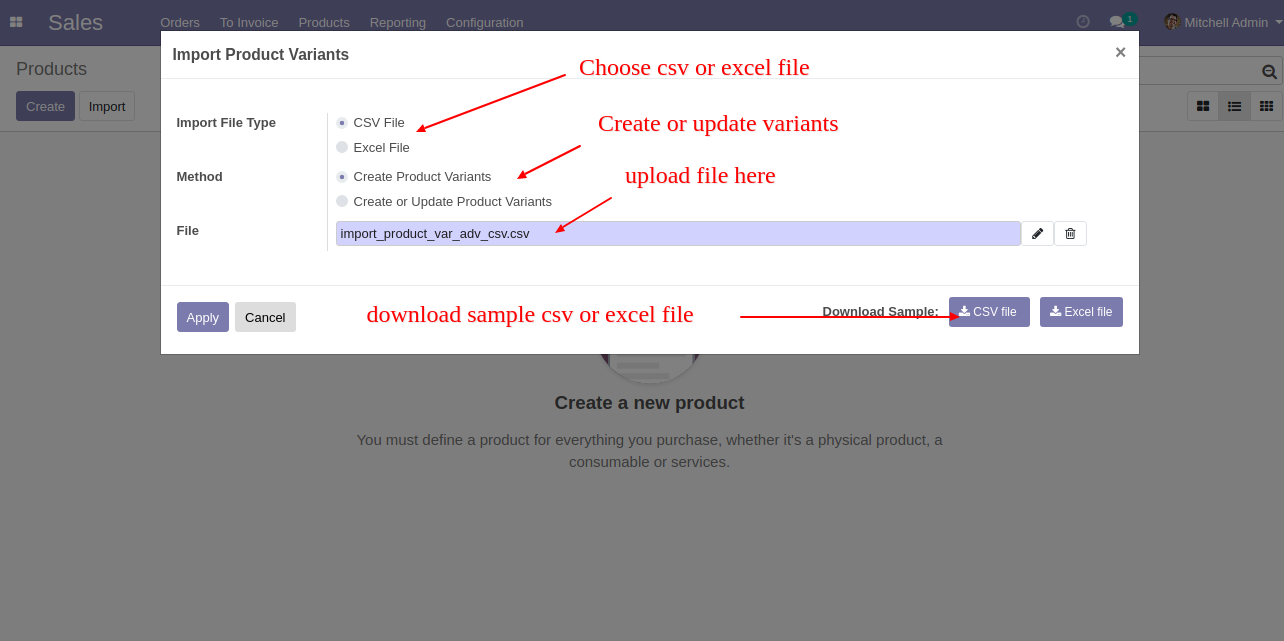 Sales Orders To Invoice Products Reporting Configuration 1 Mitchell Admin
Import Product Variants ×
Choose csv or excel file
Products
Create Import
Import File Type CSV File
Create or update variants
Excel File
Method Create Product Variants
upload file here
Create or Update Product Variants
File import_product_var_adv_csv.csv
Apply Cancel download sample csv or excel file Download Sample: CSV file Excel file
Create a new product
You must define a product for everything you purchase, whether it's a physical product, a
consumable or services.